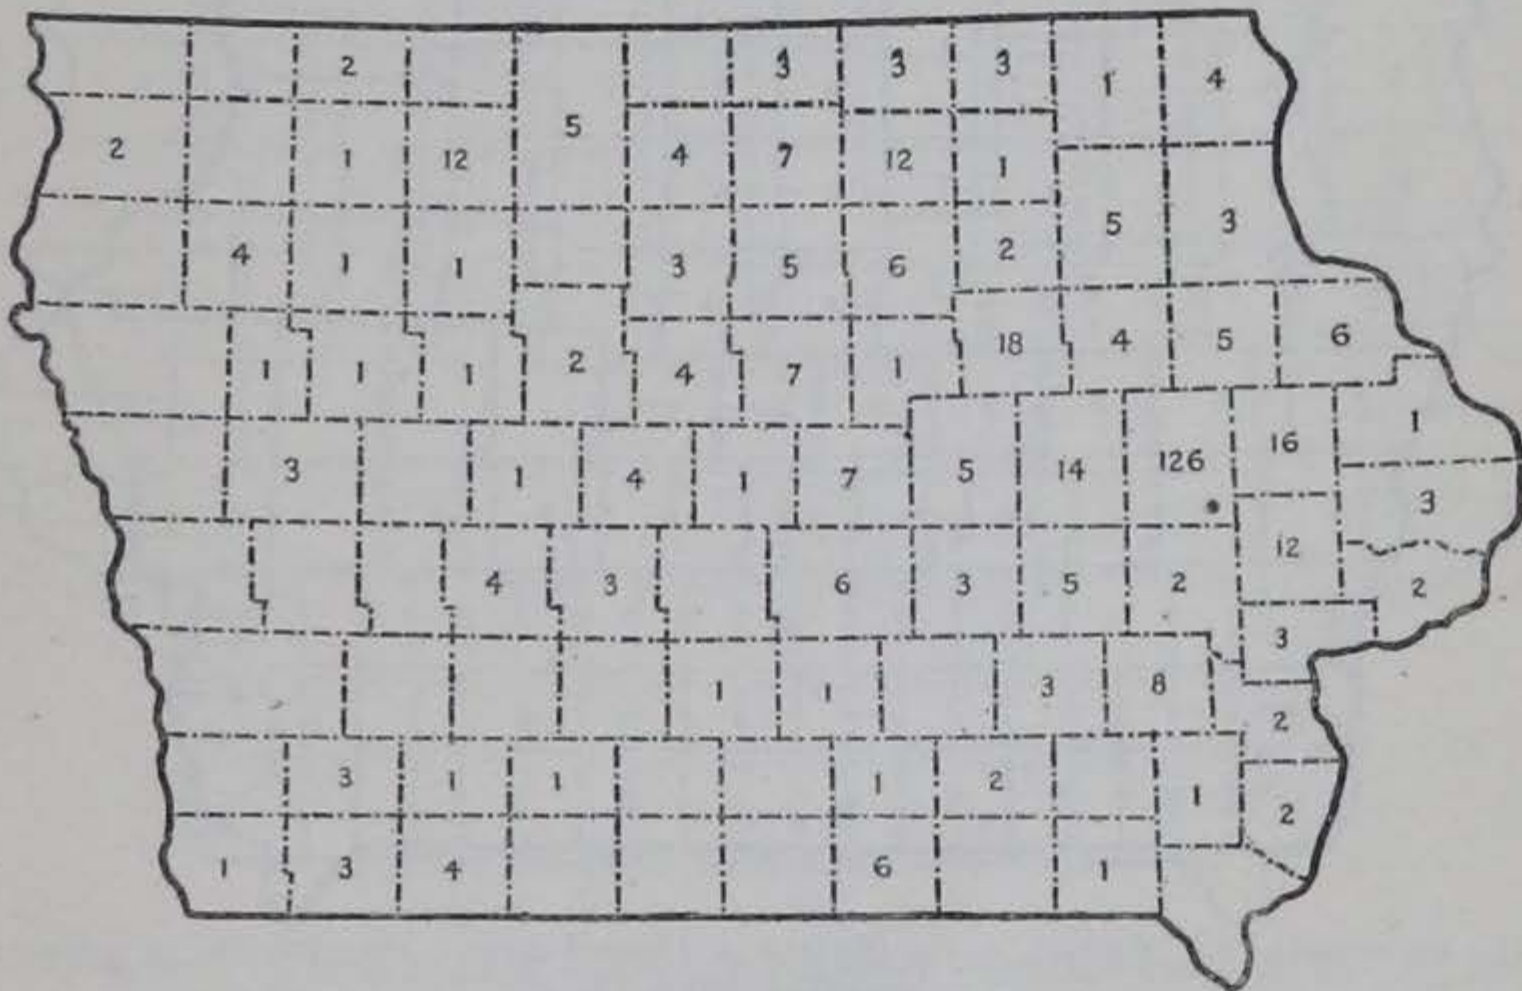 2 3 3 3 1 4
2 1 12 5 4 7 12 1
4 1 1 3 5 6 2 5 3
1 1 1 2 4 7 1 18 4 5 6
3 1 4 1 7 5 14 126 16 1
3
4 3 6 3 5 2 12 2
3
1 1 3 8 2
3 1 1 1 2 1 2
1 3 4 6 1